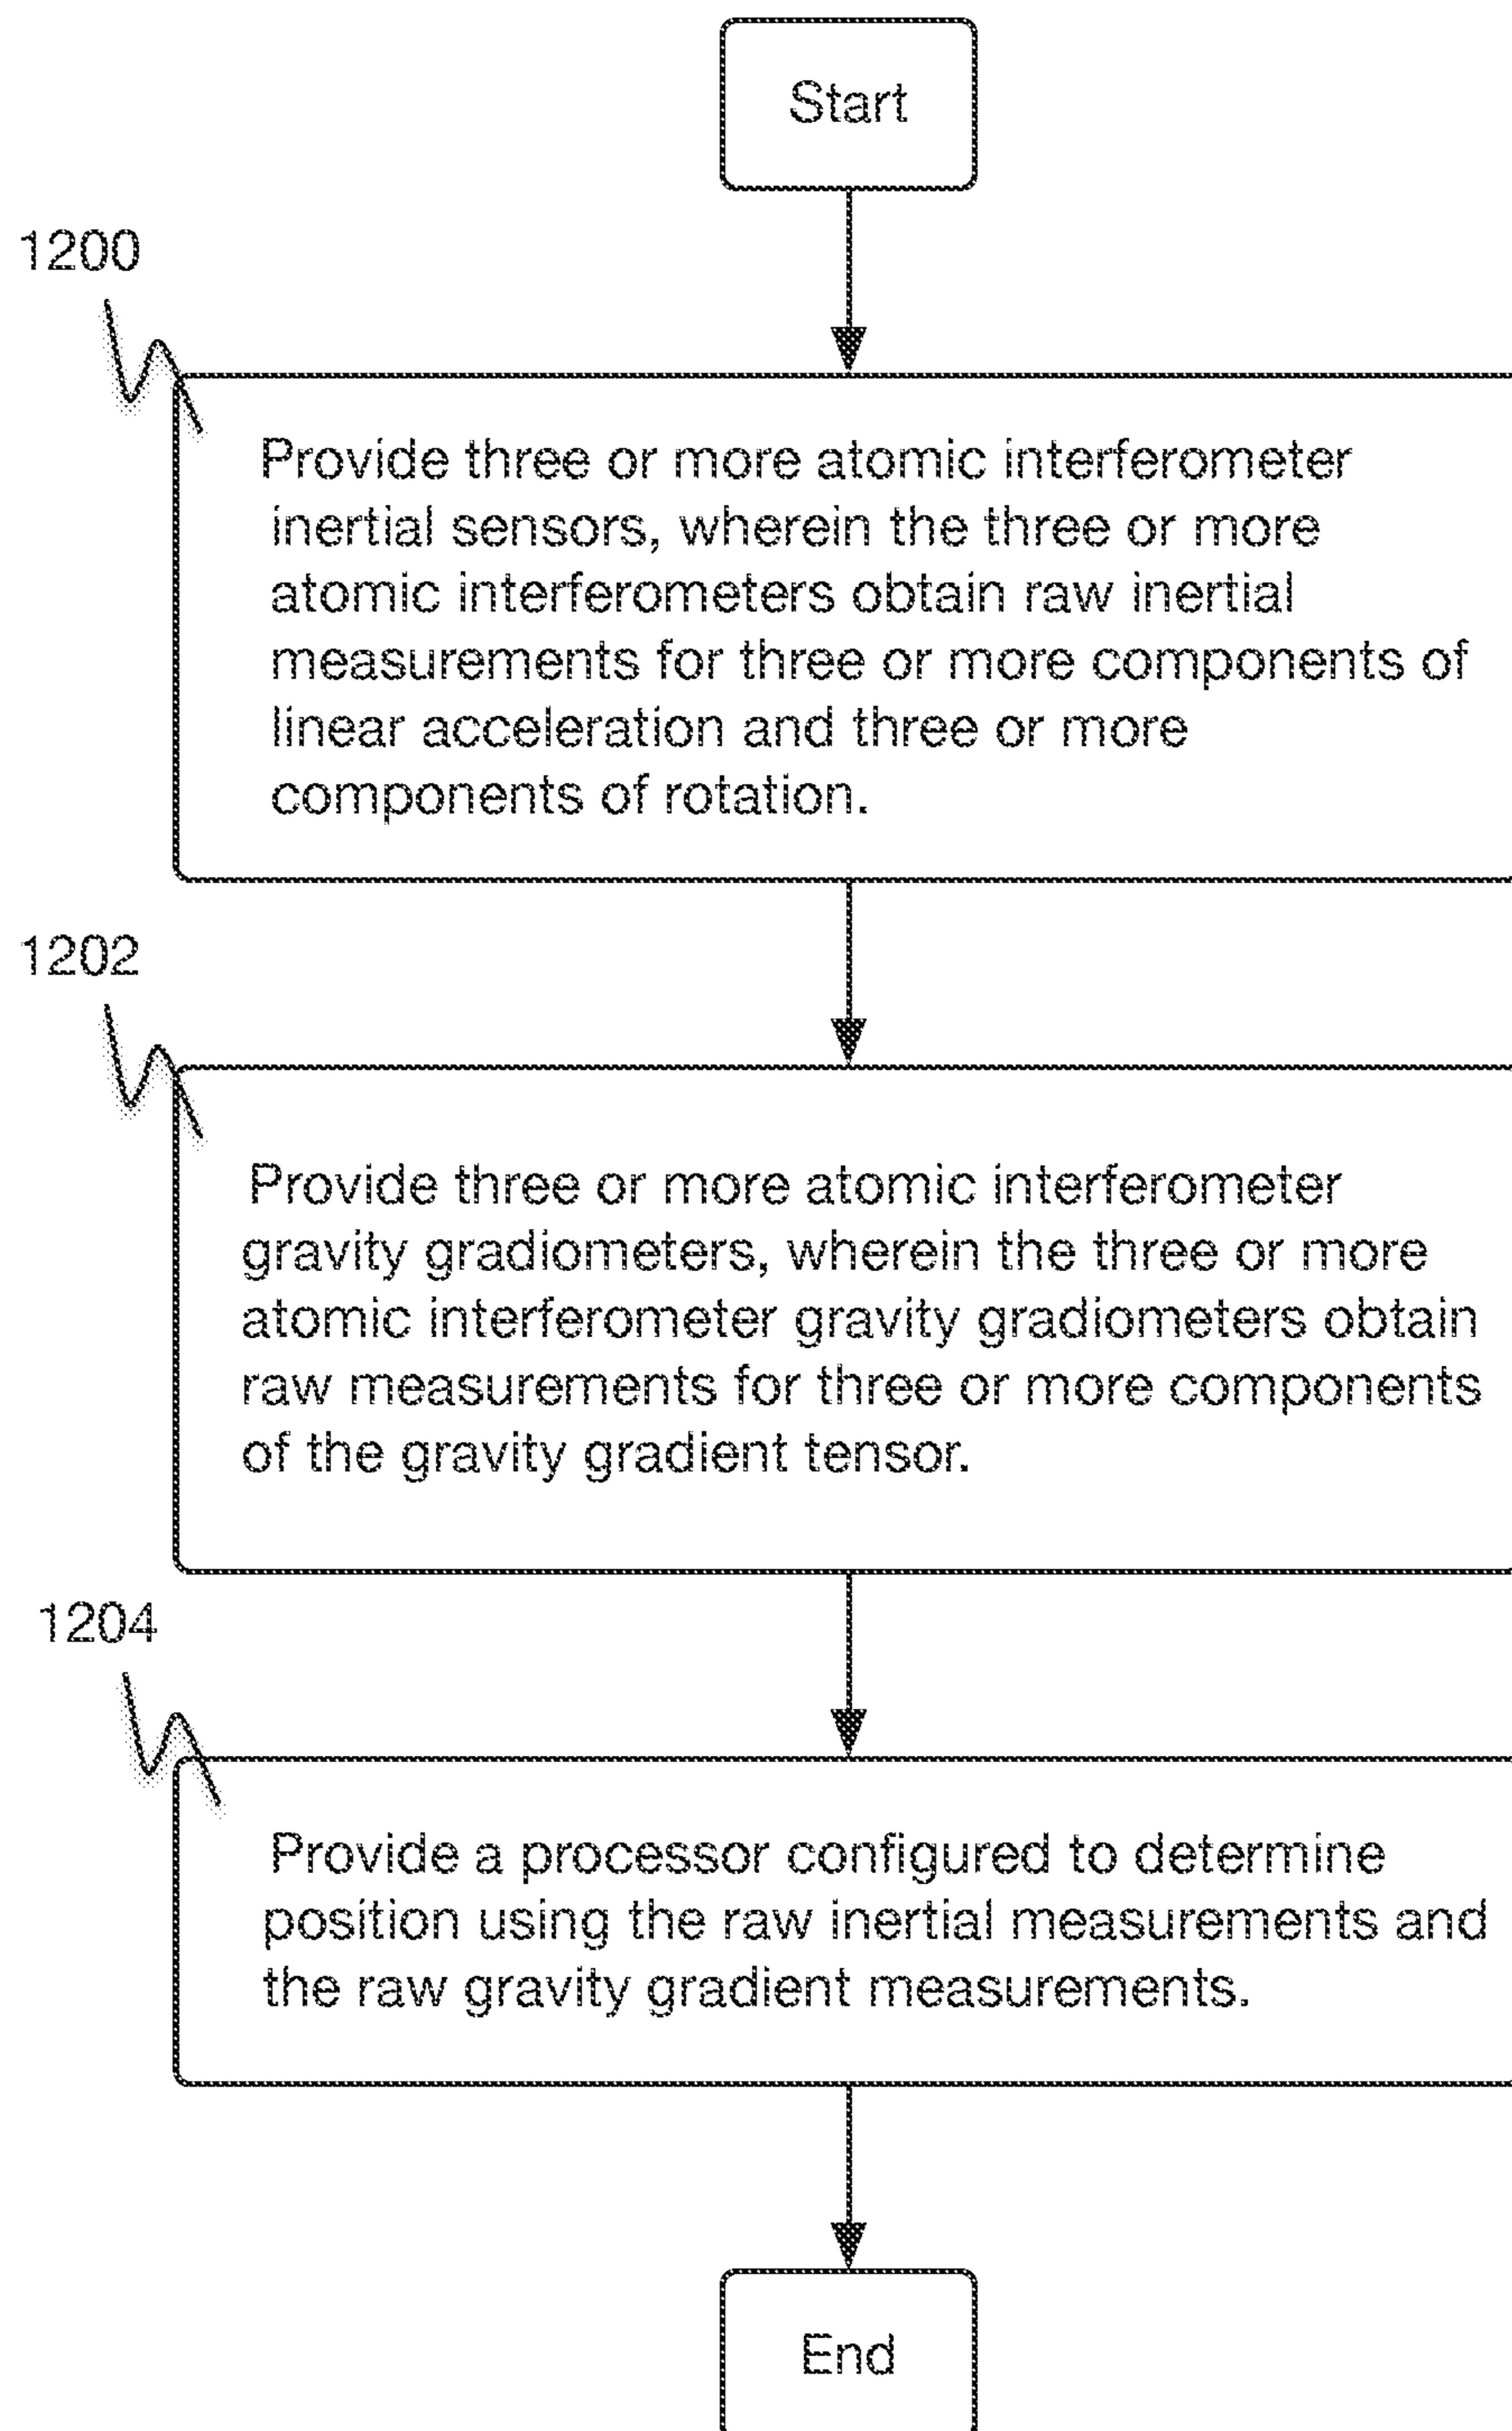 Start
1200
Provide three or more atomic interferometer
inertial sensors, wherein the three or more
atomic interferometers obtain raw inertial
measurements for three or more components of
linear acceleration and three or more
components of rotation.
1202
Provide three or more atomic interferometer
gravity gradiometers, wherein the three or more
atomic interferometer gravity gradiometers obtain
raw measurements for three or more components
of the gravity gradient tensor.
1204
Provide a processor configured to determine
position using the raw inertial measurements and
the raw gravity gradient measurements.
End